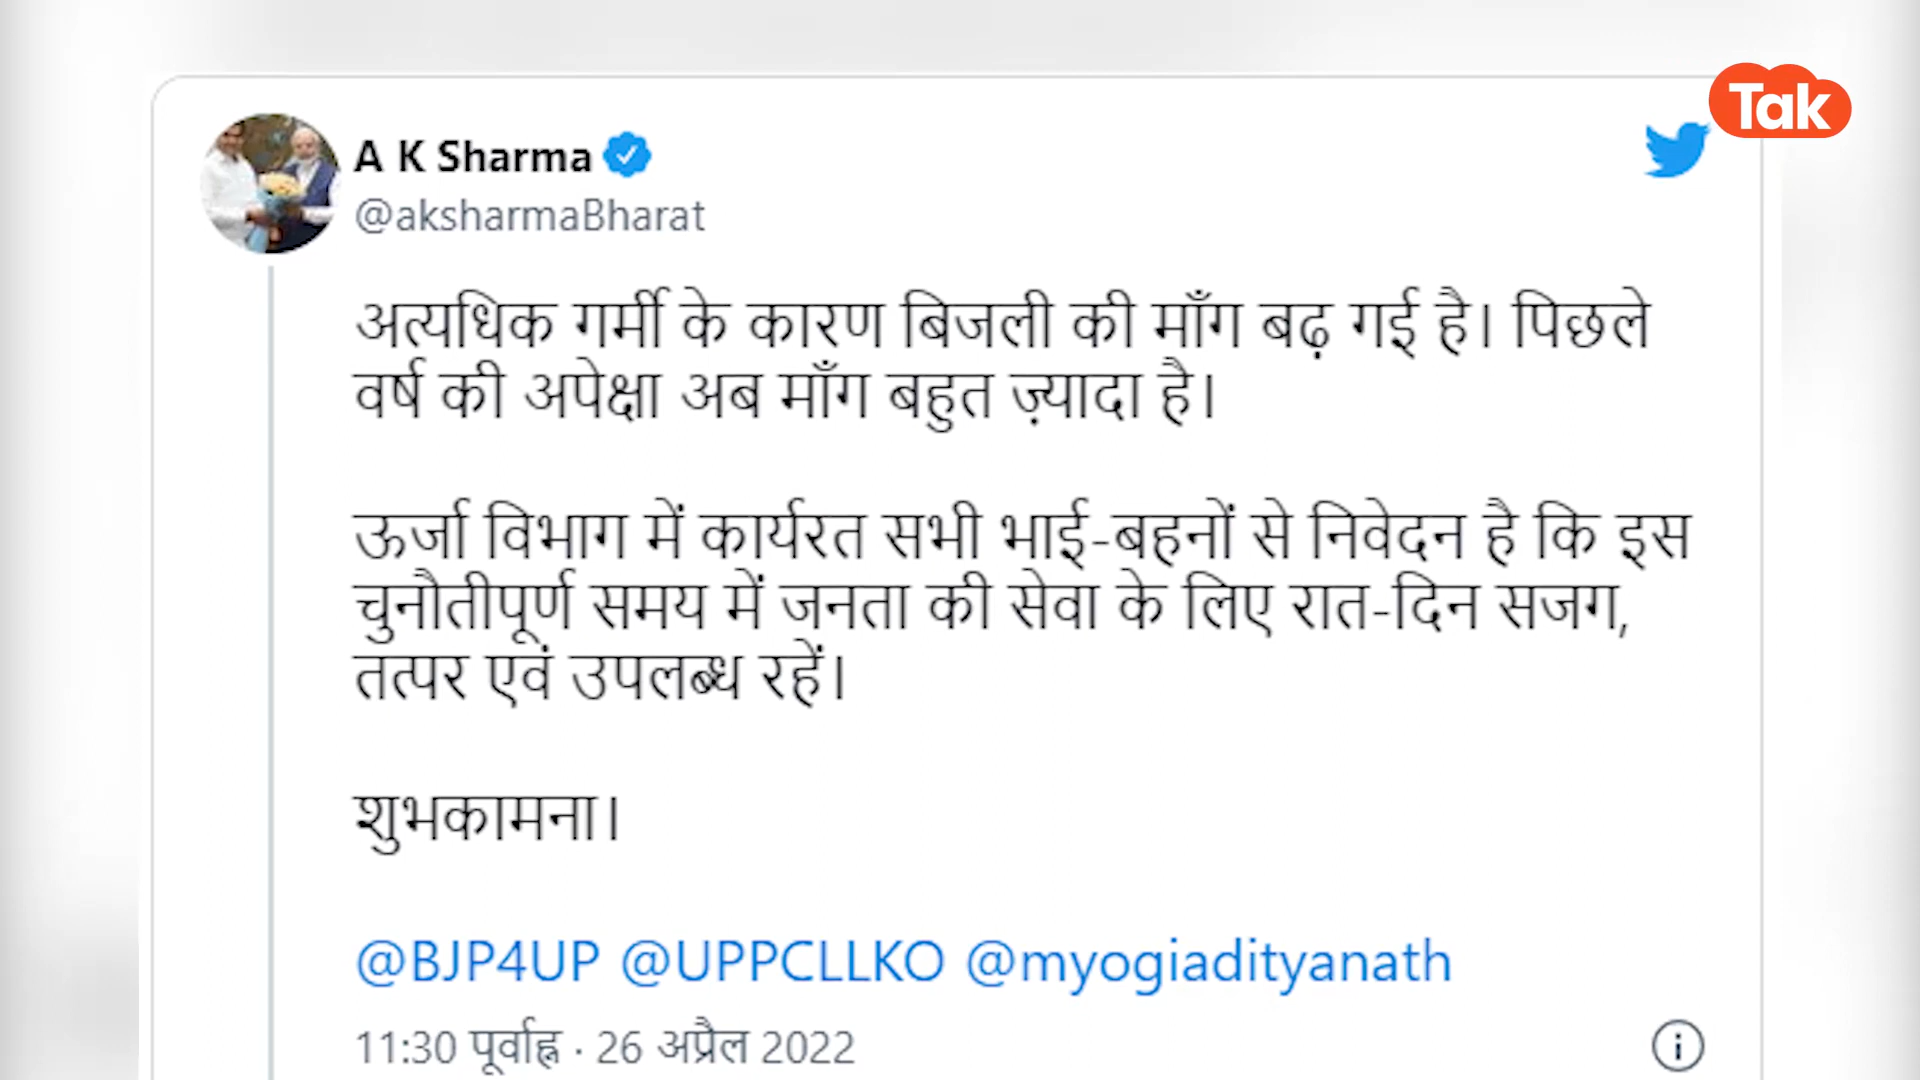 Tak
A K Sharma
@aksharmaBharat
अत्यधिक गर्मी के कारण बिजली की माँग बढ़ गई है। पिछले
वर्ष की अपेक्षा अब माँग बहुत ज़्यादा है।
ऊर्जा विभाग में कार्यरत सभी भाई-बहनों से निवेदन है कि इस
चुनौतीपूर्ण समय में जनता की सेवा के लिए रात-दिन सजग,
तत्पर एवं उपलब्ध रहें।
शुभकामना।
@BJP4UP @UPPCLLKO @myogiadityanath
11:30 पूर्वाह्न · 26 अप्रैल 2022